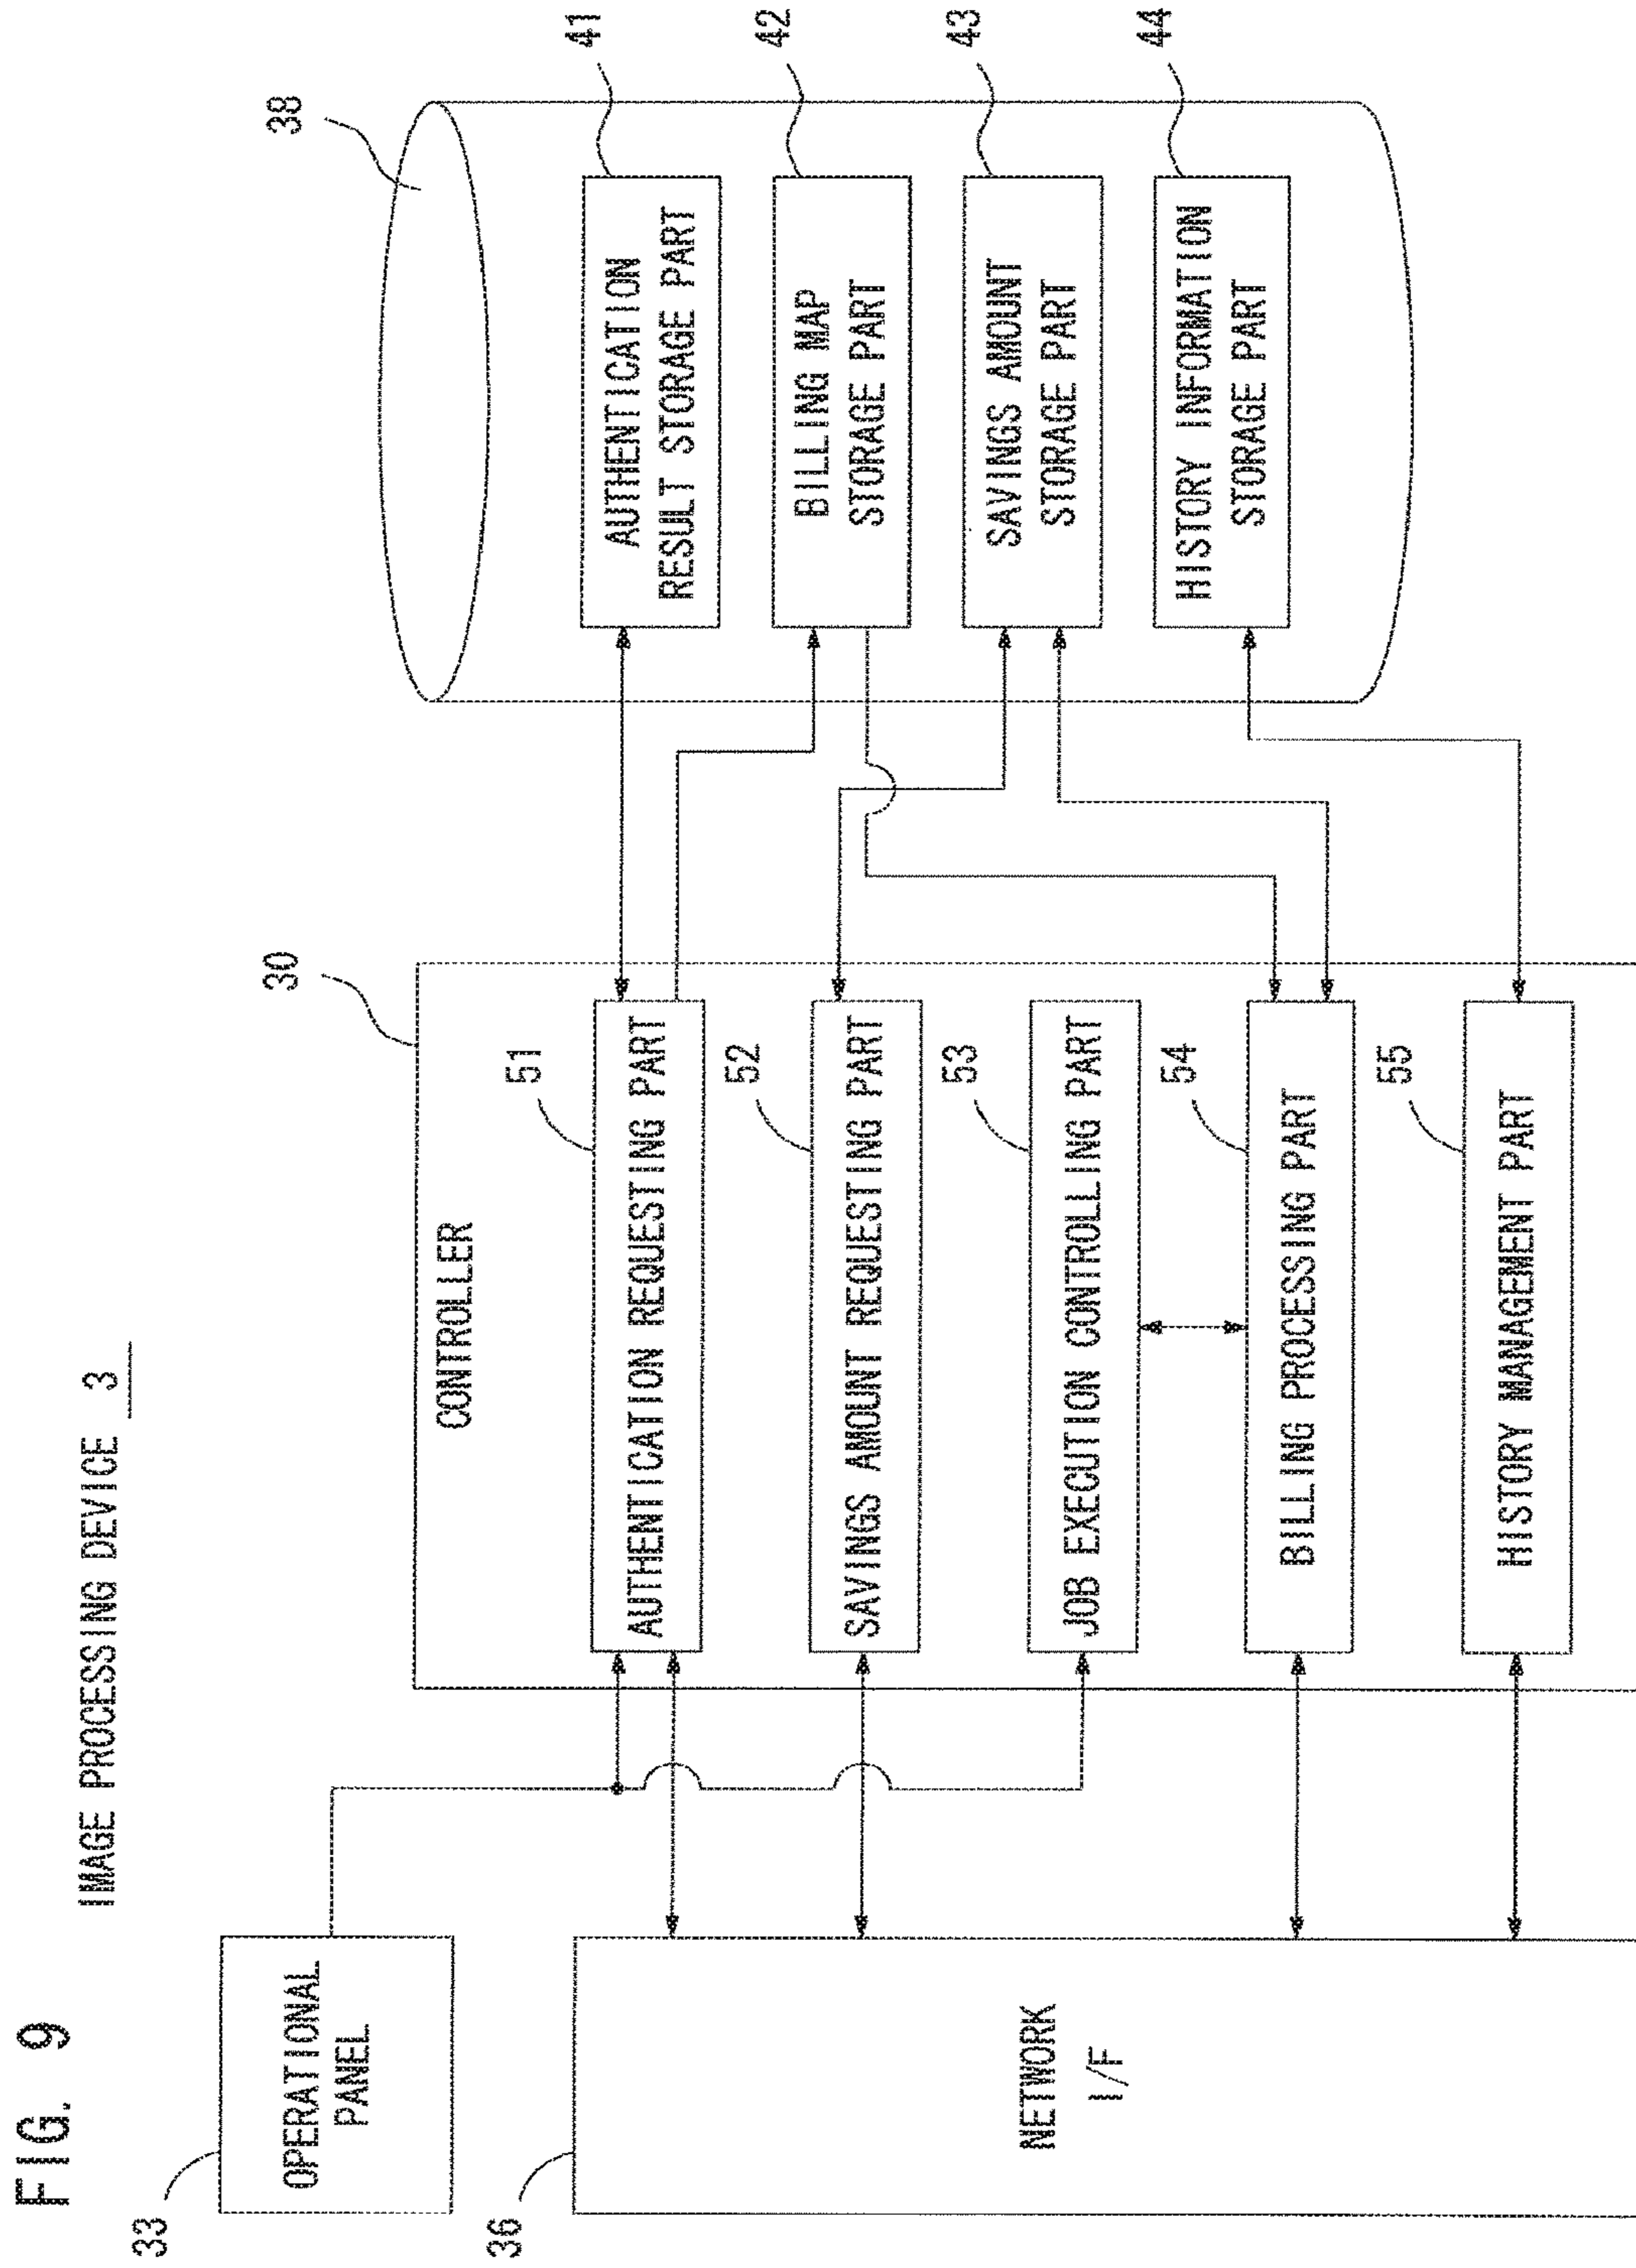 FIG. 9
IMAGE PROCESSING DEVICE 3
33
OPERATIONAL
PANEL
36
NETWORK
I/F
30
CONTROLLER
51
AUTHENTICATION REQUESTING PART
52
SAVINGS AMOUNT REQUESTING PART
53
JOB EXECUTION CONTROLLING PART
54
BILLING PROCESSING PART
55
HISTORY MANAGEMENT PART
38
41
AUTHENTICATION
RESULT STORAGE PART
42
BILLING MAP
STORAGE PART
43
SAVINGS AMOUNT
STORAGE PART
44
HISTORY INFORMATION
STORAGE PART